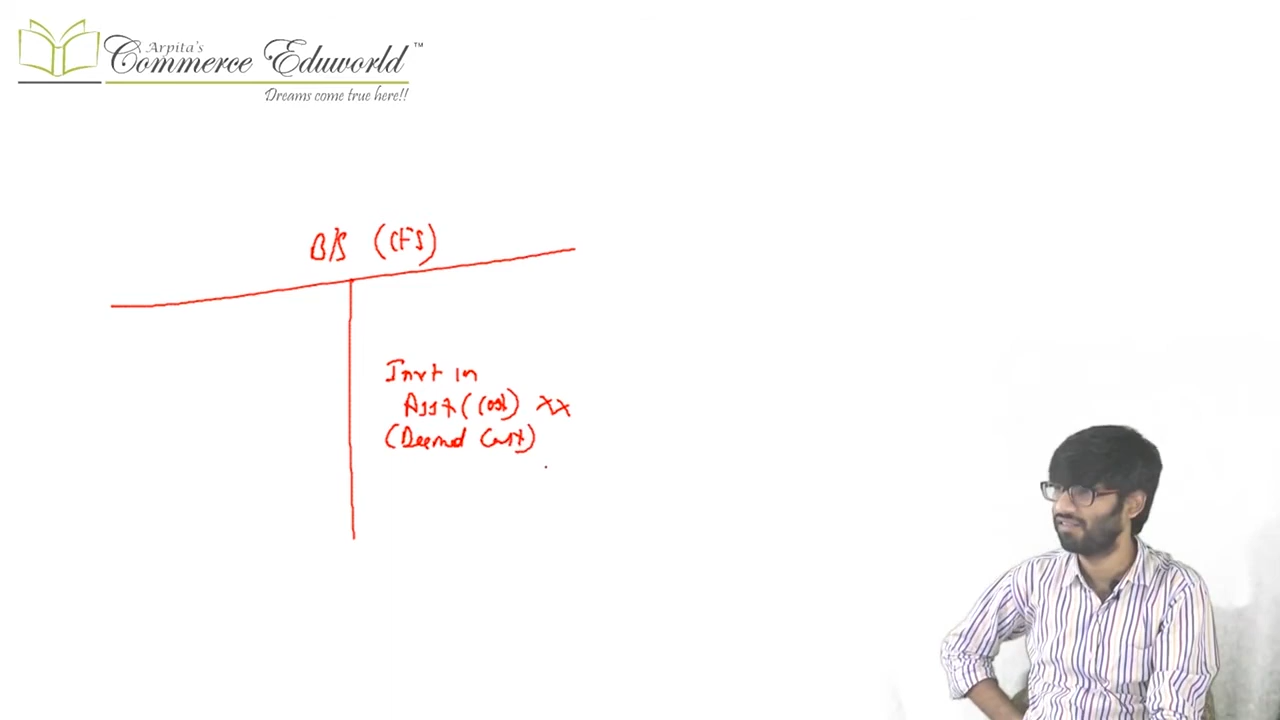 Arpita's
Commerce Eduworld™
Dreams come true here!!
B/S (CFS)
Invt in
Asst (Cost) XX
(Deemed Cost)